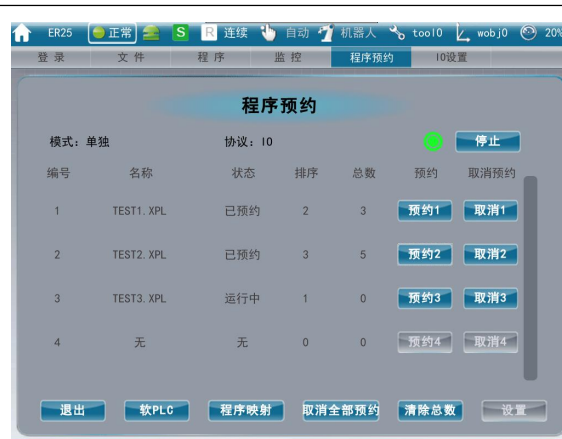 ER25 正常 S R 连续 自动 机器人 tool0 wobj0 20%
登录 文件 程序 监控 程序预约 IO设置
程序预约
模式：单独 协议：IO 停止
编号 名称 状态 排序 总数 预约 取消预约
1 TEST1.XPL 已预约 2 3 预约1 取消1
2 TEST2.XPL 已预约 3 5 预约2 取消2
3 TEST3.XPL 运行中 1 0 预约3 取消3
4 无 无 0 0 预约4 取消4
退出 软PLC 程序映射 取消全部预约 清除总数 设置